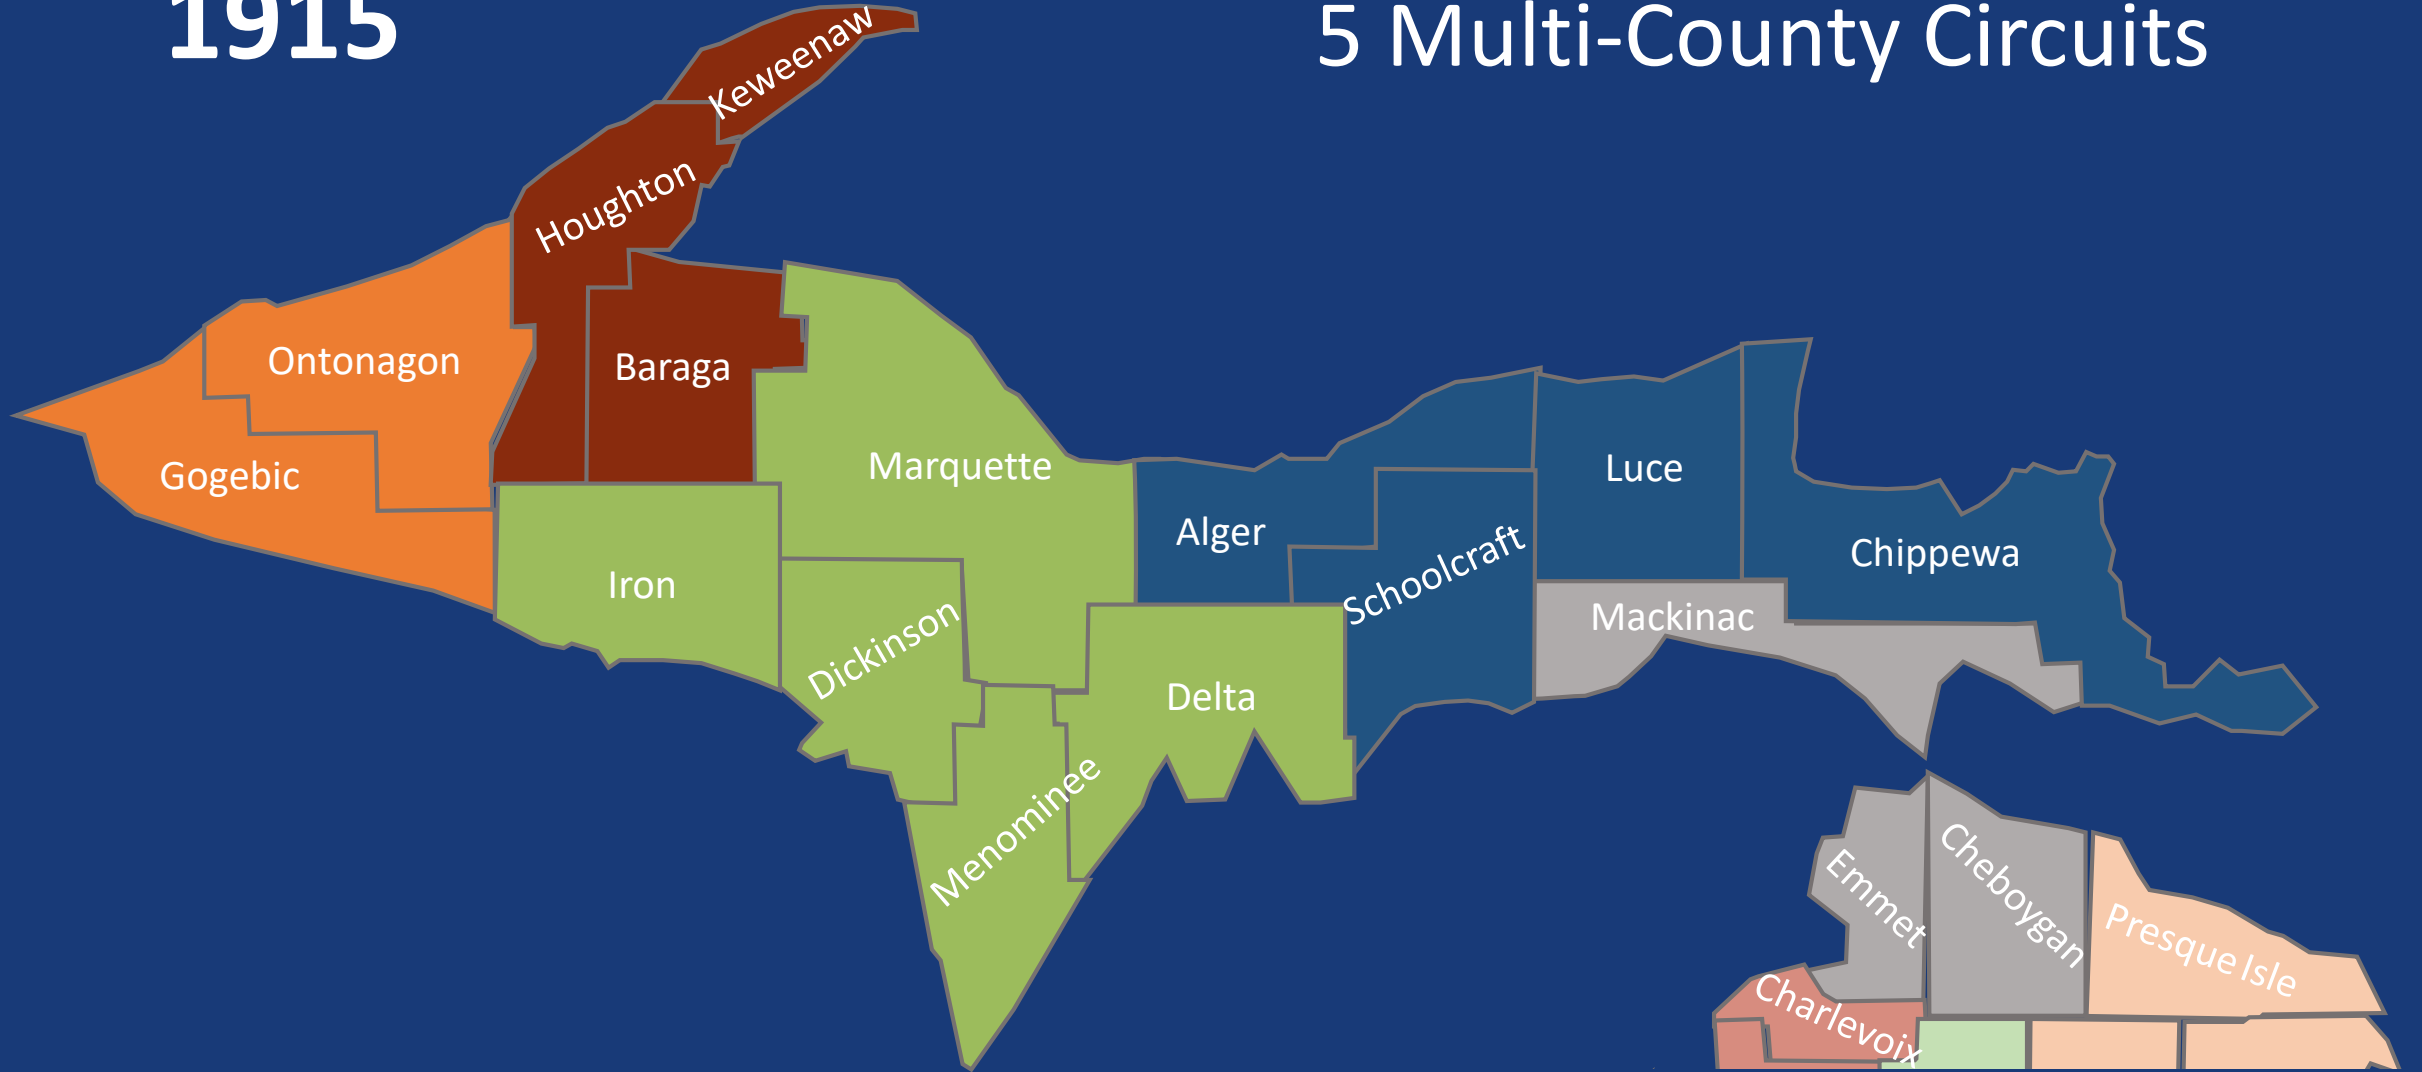 1915
5 Multi-County Circuits
Keweenaw
Houghton
Ontonagon
Baraga
Gogebic
Marquette
Luce
Alger
Schoolcraft
Chippewa
Iron
Mackinac
Dickinson
Delta
Menominee
Emmet
Cheboygan
Presque Isle
Charlevoix